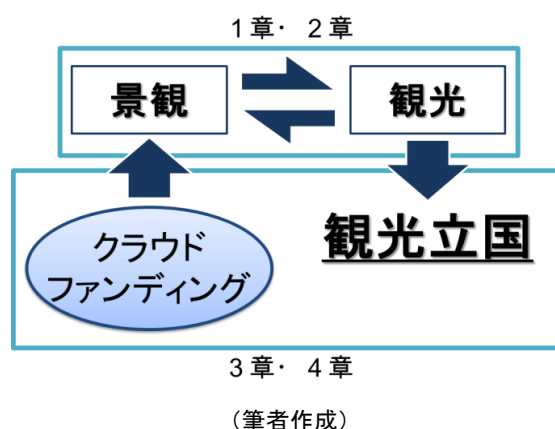 1章・ 2章
景観
観光
クラウド
ファンディング
観光立国
3章・ 4章
(筆者作成)